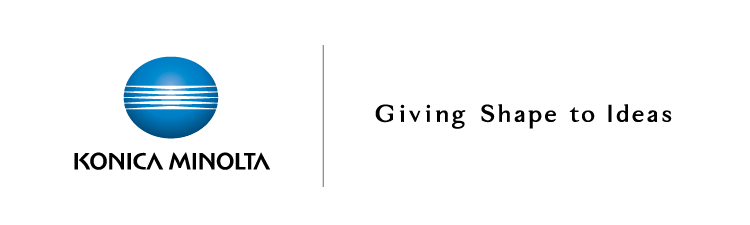 KONICA MINOLTA
Giving Shape to Ideas